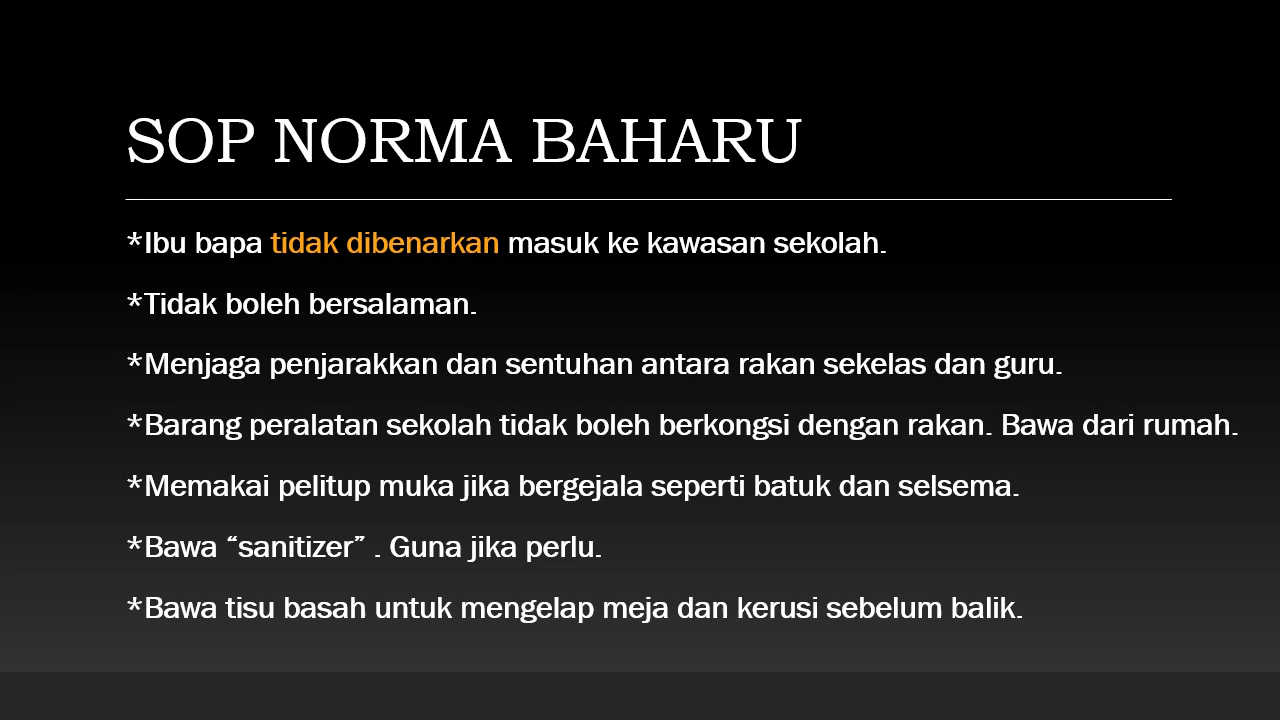 SOP NORMA BAHARU
*Ibu bapa tidak dibenarkan masuk ke kawasan sekolah.
*Tidak boleh bersalaman.
*Menjaga penjarakkan dan sentuhan antara rakan sekelas dan guru.
*Barang peralatan sekolah tidak boleh berkongsi dengan rakan. Bawa dari rumah.
*Memakai pelitup muka jika bergejala seperti batuk dan selsema.
*Bawa “sanitizer” . Guna jika perlu.
*Bawa tisu basah untuk mengelap meja dan kerusi sebelum balik.